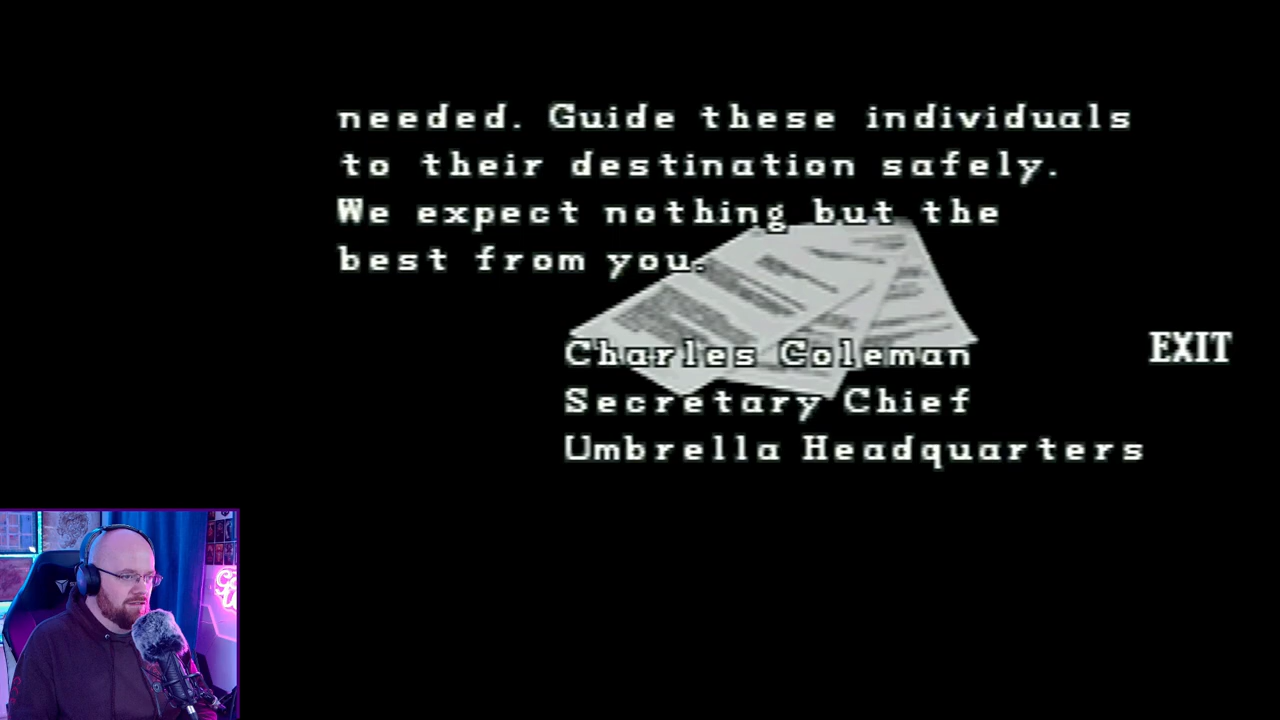 needed. Guide these individuals
to their destination safely.
We expect nothing but the
best from you.
Charles Coleman
EXIT
Secretary Chief
Umbrella Headquarters